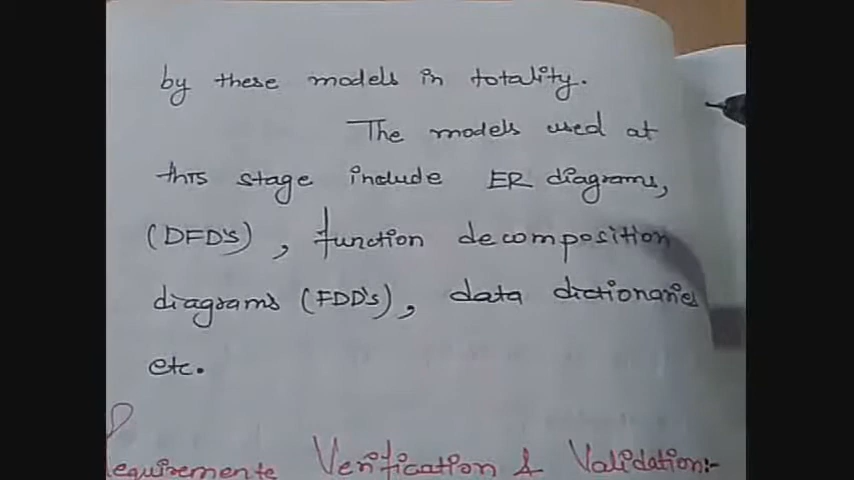 by these models in totality.
The models used at
this stage include ER diagrams,
(DFD's), function decomposition
diagrams (FDD's), data dictionaries
etc.
Requirements Verification & Validation:-